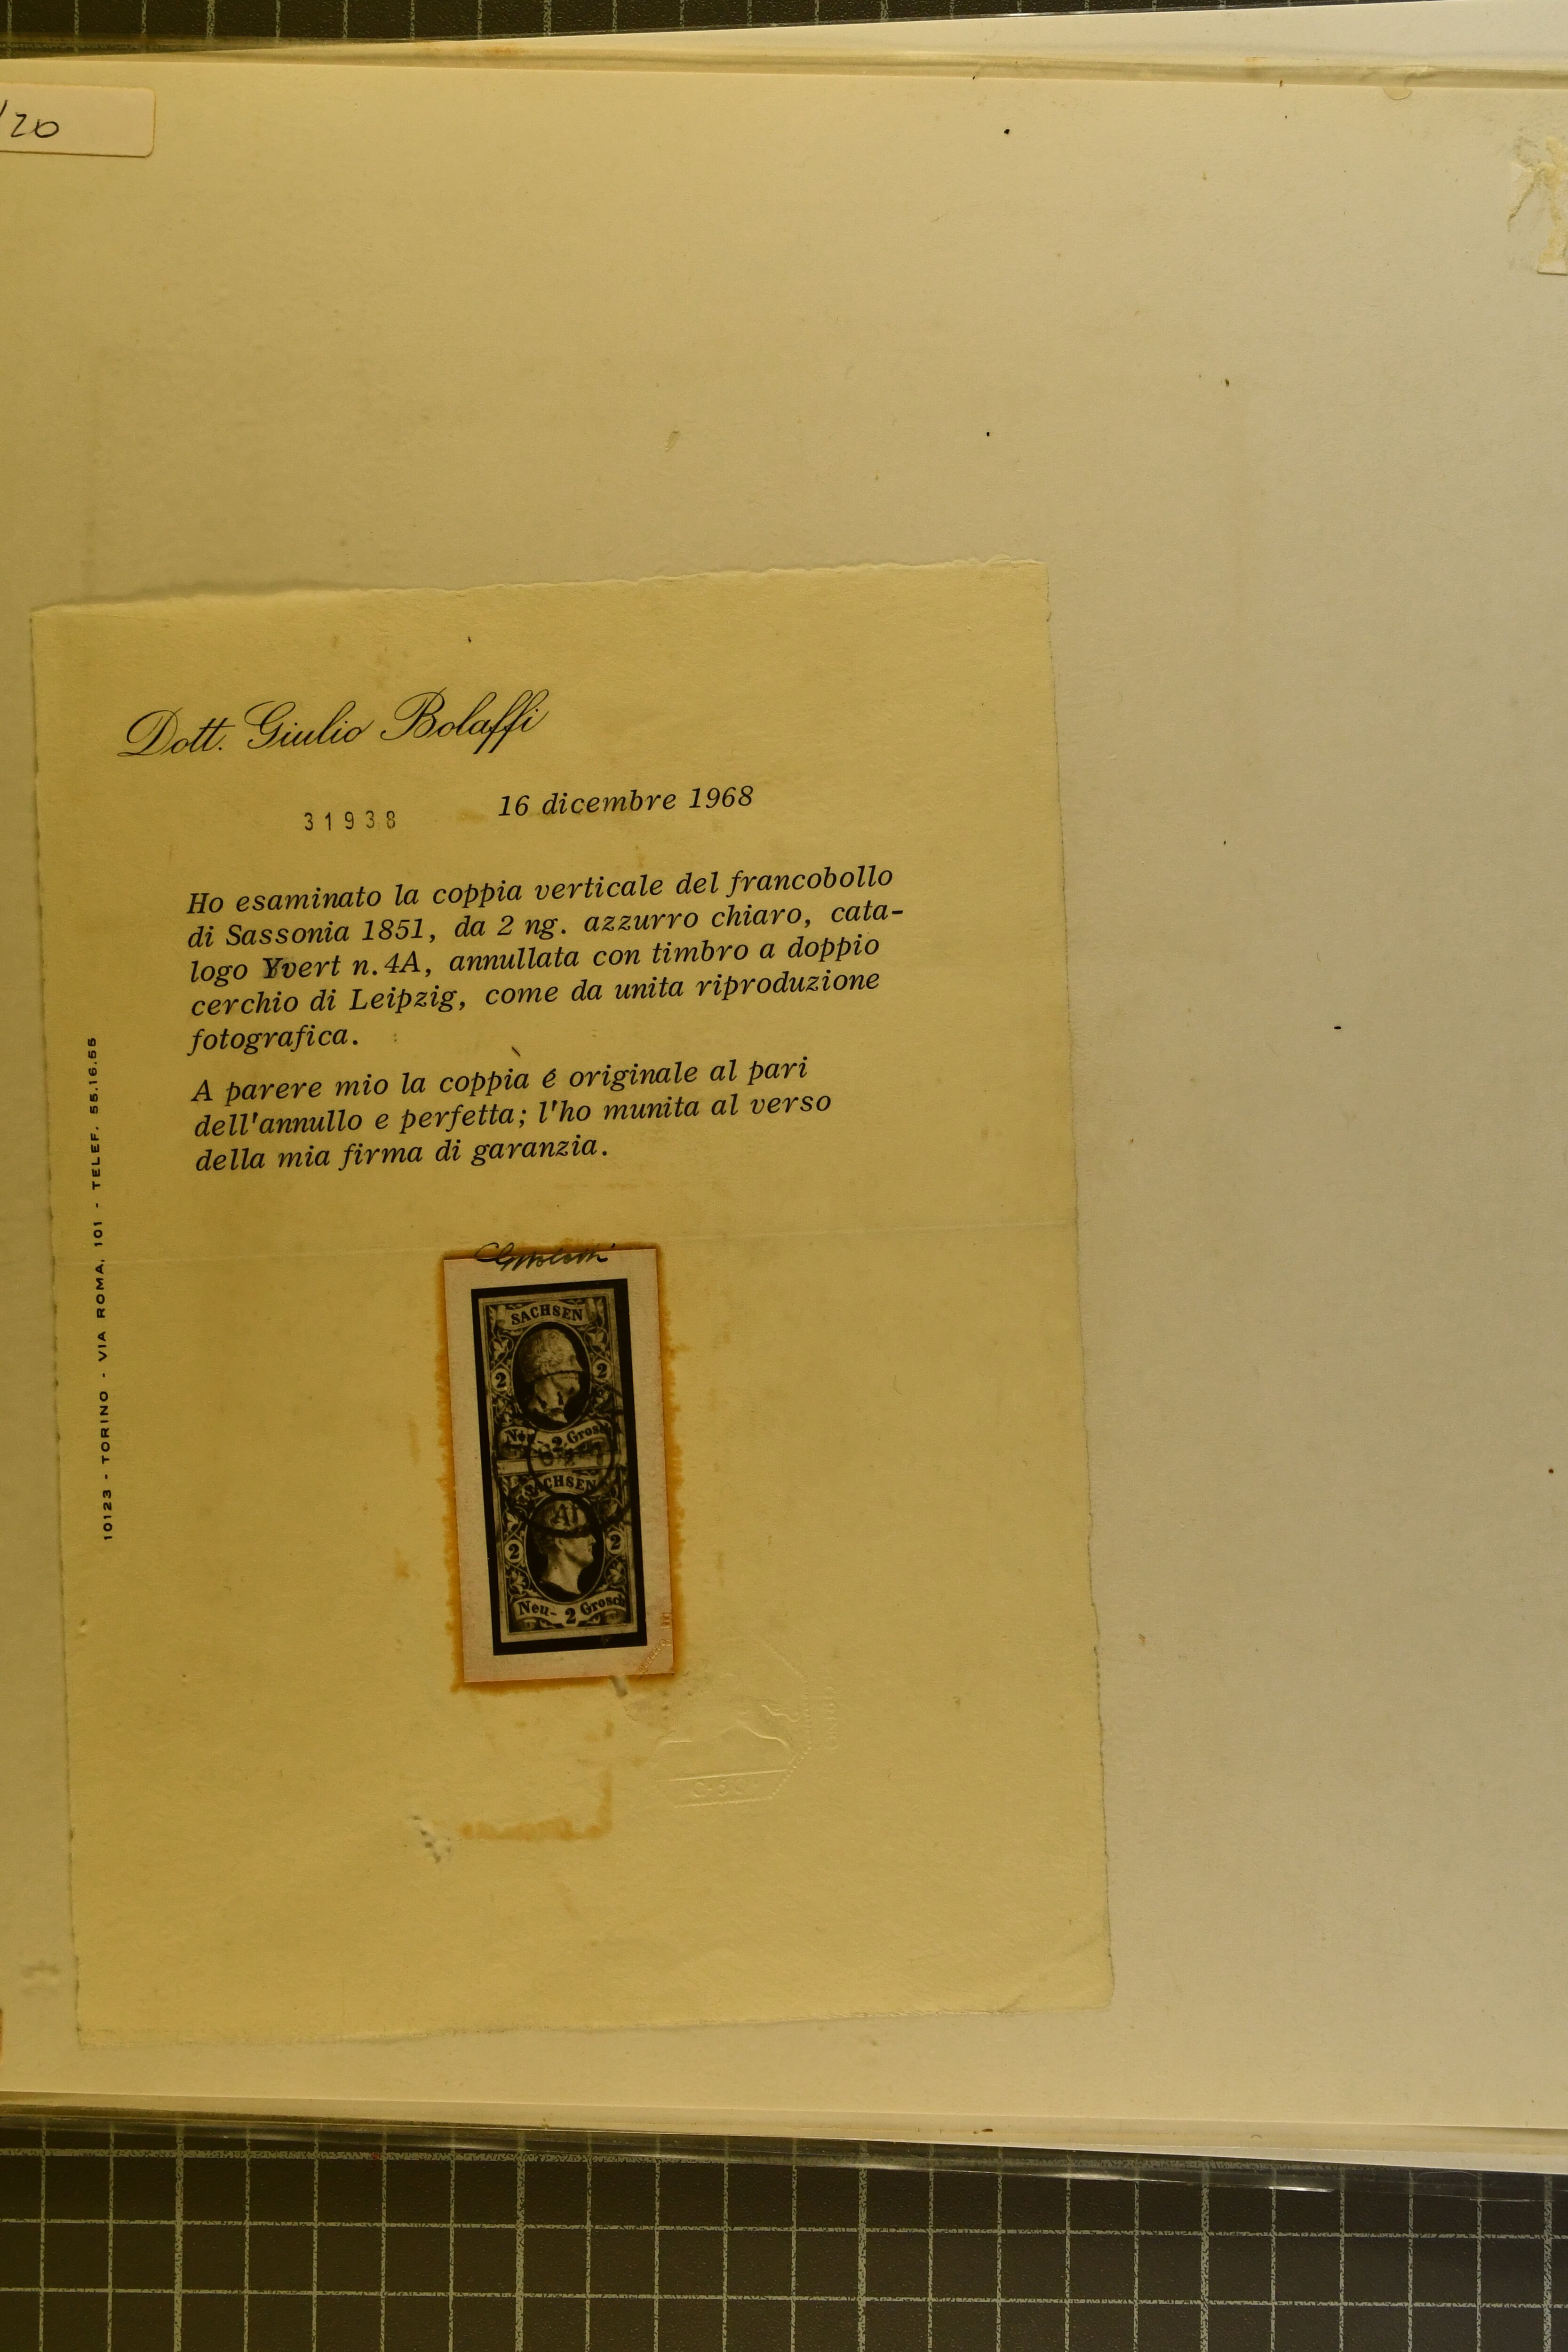 /20
Dott. Giulio Bolaffi
31938
16 dicembre 1968
Ho esaminato la coppia verticale del francobollo
di Sassonia 1851, da 2 ng. azzurro chiaro, cata-
logo Yvert n. 4A, annullata con timbro a doppio
cerchio di Leipzig, come da unita riproduzione
fotografica.
A parere mio la coppia é originale al pari
dell'annullo e perfetta; l'ho munita al verso
della mia firma di garanzia.
10123 - TORINO - VIA ROMA, 101 - TELEF. 55.16.55
SACHSEN
2 2
2 Grosch
SACHSEN
2 2
Neu- 2 Grosch
C. 50